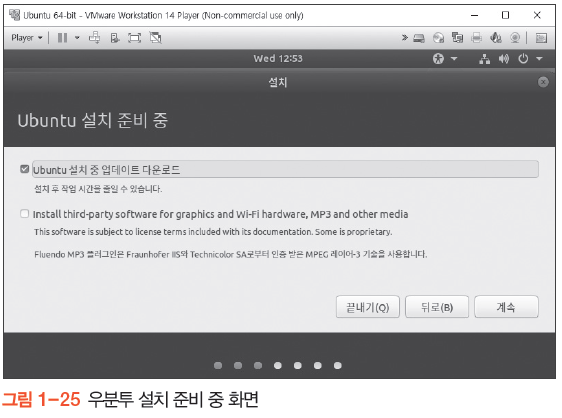 Ubuntu 64-bit - VMware Workstation 14 Player (Non-commercial use only)
Player
Wed 12:53
설치
Ubuntu 설치 준비 중
Ubuntu 설치 중 업데이트 다운로드
설치 후 작업 시간을 줄일 수 있습니다.
Install third-party software for graphics and Wi-Fi hardware, MP3 and other media
This software is subject to license terms included with its documentation. Some is proprietary.
Fluendo MP3 플러그인은 Fraunhofer IIS와 Technicolor SA로부터 인증 받은 MPEG 레이어-3 기술을 사용합니다.
끝내기(Q) 뒤로(B) 계속
그림 1-25 우분투 설치 준비 중 화면